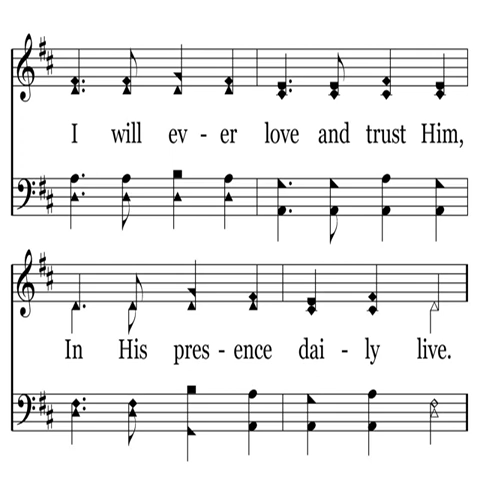 I will ev - er love and trust Him,
In His pres - ence dai - ly live.